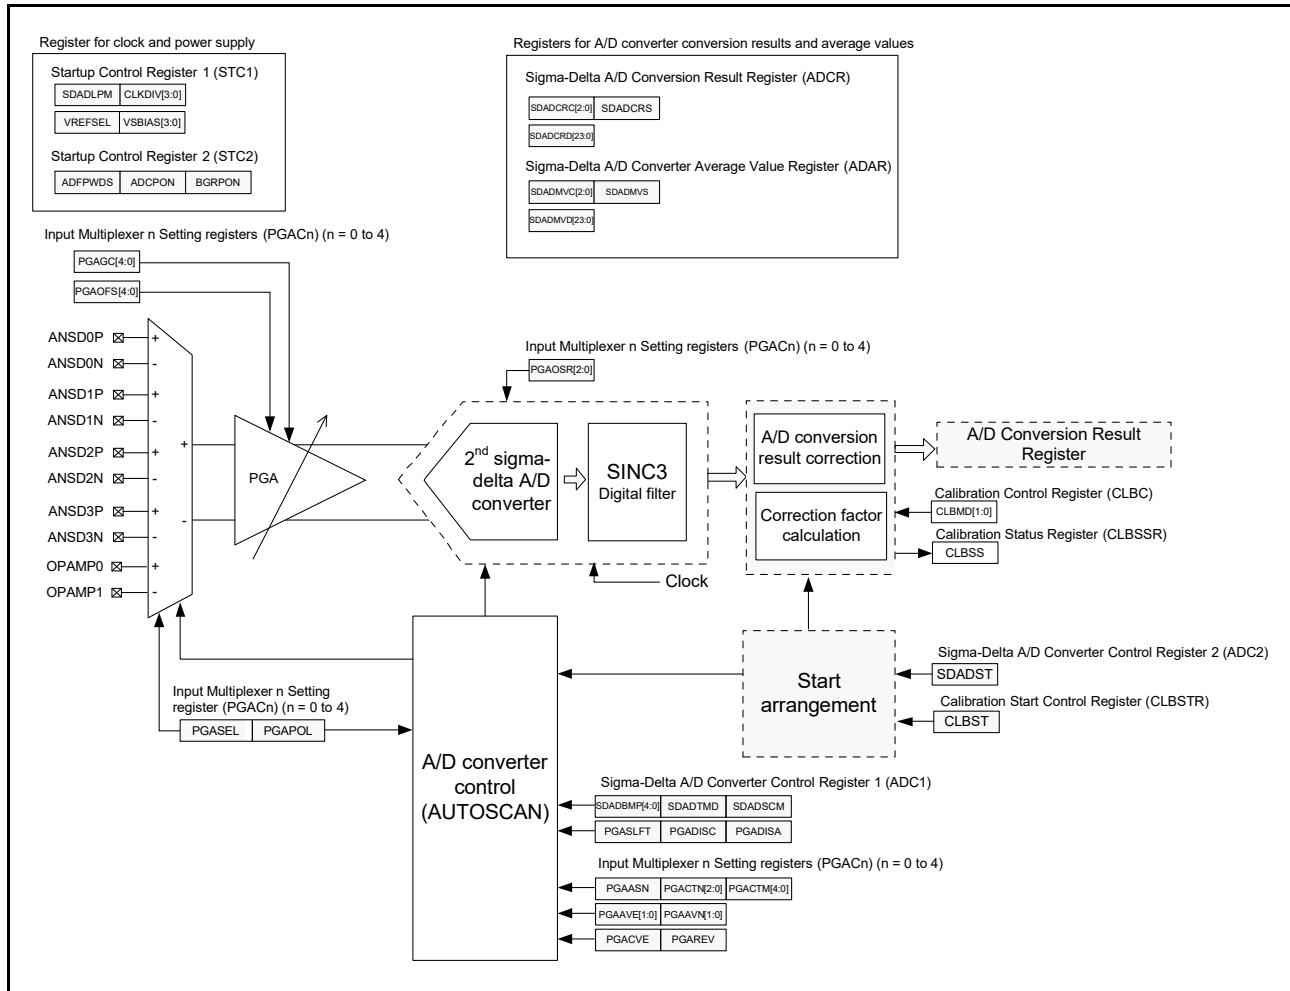 Register for clock and power supply
Startup Control Register 1 (STC1)
SDADLPM CLKDIV[3:0]
VREFSEL VSBIAS[3:0]
Startup Control Register 2 (STC2)
ADFPWDS ADCPON BGRPON
Registers for A/D converter conversion results and average values
Sigma-Delta A/D Conversion Result Register (ADCR)
SDADCRC[2:0] SDADCRS
SDADCRD[23:0]
Sigma-Delta A/D Converter Average Value Register (ADAR)
SDADMVC[2:0] SDADMVS
SDADMVD[23:0]
Input Multiplexer n Setting registers (PGACn) (n = 0 to 4)
PGAGC[4:0]
PGAOFS[4:0]
ANSD0P +
ANSD0N -
ANSD1P +
ANSD1N -
ANSD2P +
ANSD2N -
ANSD3P +
ANSD3N -
OPAMP0 +
OPAMP1 -
+
-
PGA
Input Multiplexer n Setting registers (PGACn) (n = 0 to 4)
PGAOSR[2:0]
2nd sigma-
delta A/D
converter
SINC3
Digital filter
Clock
A/D conversion
result correction
Correction factor
calculation
A/D Conversion Result
Register
Calibration Control Register (CLBC)
CLBMD[1:0]
Calibration Status Register (CLBSSR)
CLBSS
Start
arrangement
Sigma-Delta A/D Converter Control Register 2 (ADC2)
SDADST
Calibration Start Control Register (CLBSTR)
CLBST
Input Multiplexer n Setting
register (PGACn) (n = 0 to 4)
PGASEL PGAPOL
A/D converter
control
(AUTOSCAN)
Sigma-Delta A/D Converter Control Register 1 (ADC1)
SDADBMP[4:0] SDADTMD SDADSCM
PGASLFT PGADISC PGADISA
Input Multiplexer n Setting registers (PGACn) (n = 0 to 4)
PGAASN PGACTN[2:0] PGACTM[4:0]
PGAAVE[1:0] PGAAVN[1:0]
PGACVE PGAREV